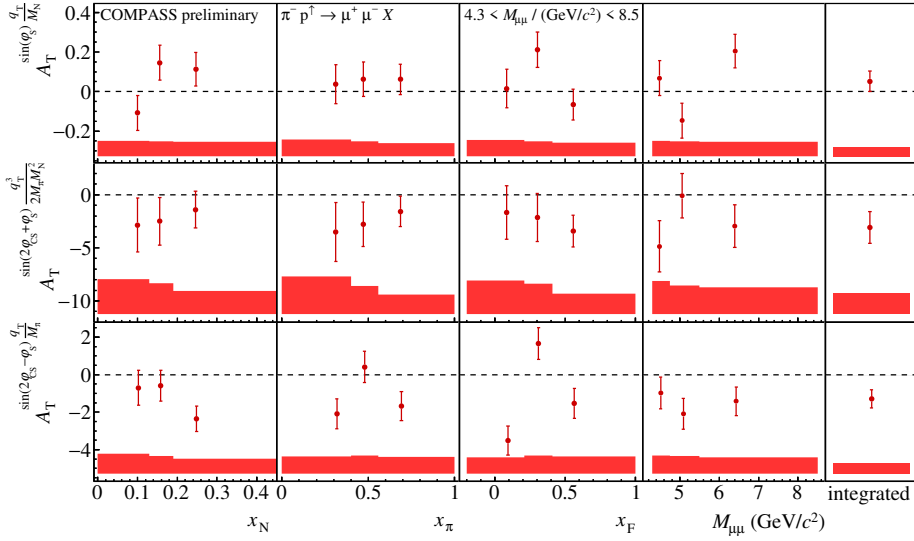 COMPASS preliminary
π⁻ p↑ → μ⁺ μ⁻ X
4.3 < Mμμ / (GeV/c²) < 8.5
A_T^{sin(φ_S) q_T/M_N}
0.4
0.2
0
−0.2
A_T^{sin(2φ_CS+φ_S) q_T³/(2M_π M_N²)}
0
−5
−10
A_T^{sin(2φ_CS−φ_S) q_T/M_π}
2
0
−2
−4
0 0.1 0.2 0.3 0.4
0 0.5 1
0 0.5 1
5 6 7 8
integrated
x_N
x_π
x_F
Mμμ (GeV/c²)